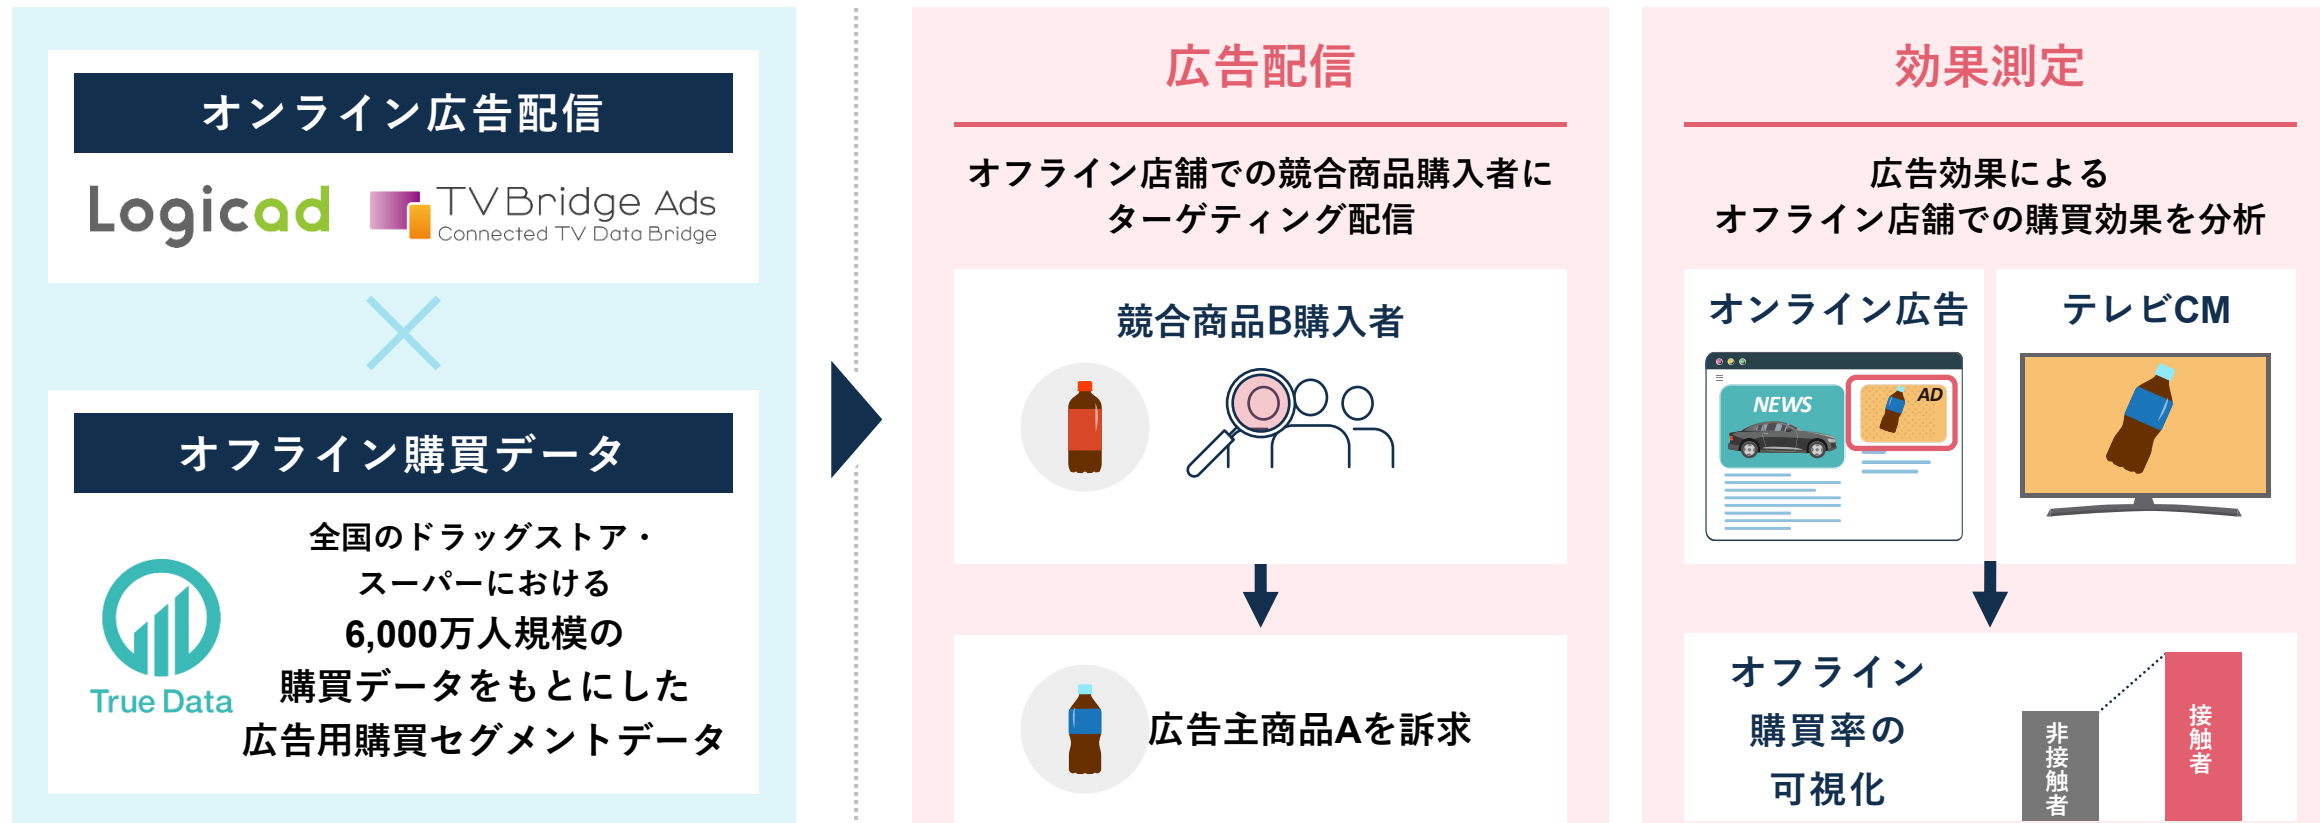 オンライン広告配信
Logicad
TVBridge Ads
Connected TV Data Bridge
オフライン購買データ
True Data
全国のドラッグストア・
スーパーにおける
6,000万人規模の
購買データをもとにした
広告用購買セグメントデータ
広告配信
オフライン店舗での競合商品購入者に
ターゲティング配信
競合商品B購入者
広告主商品Aを訴求
効果測定
広告効果による
オフライン店舗での購買効果を分析
オンライン広告
NEWS
AD
テレビCM
オフライン
購買率の
可視化
非接触者
接触者